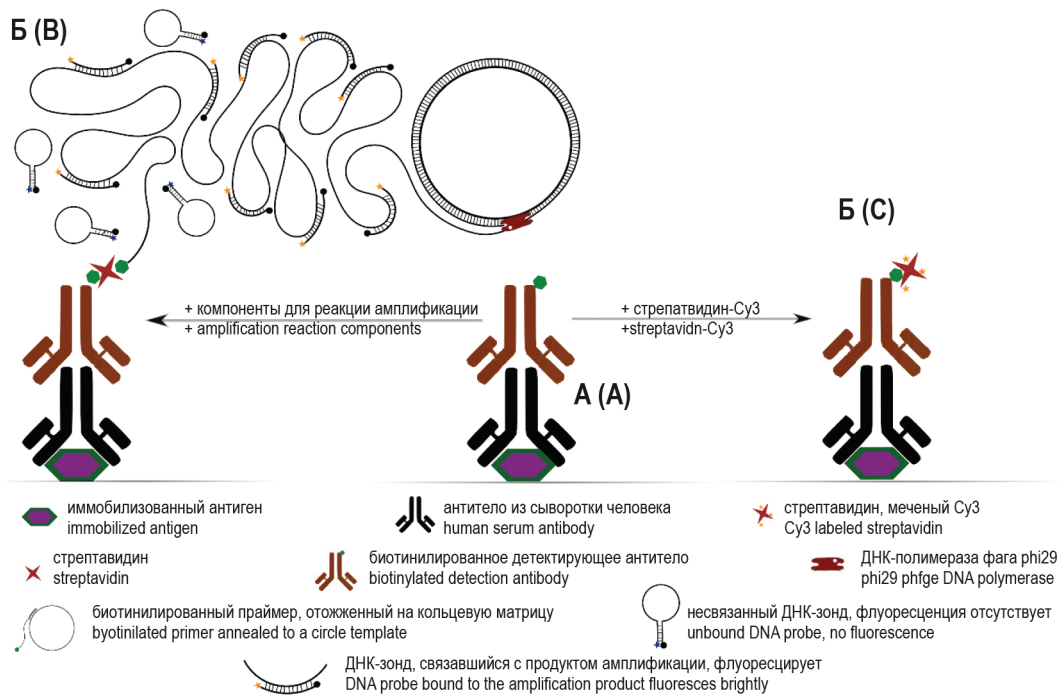 Б (B)
Б (C)
+ компоненты для реакции амплификации
+ amplification reaction components
+ стрепатвидин-Cy3
+streptavidn-Cy3
А (A)
иммобилизованный антиген
immobilized antigen
антитело из сыворотки человека
human serum antibody
стрептавидин, меченый Cy3
Cy3 labeled streptavidin
стрептавидин
streptavidin
биотинилированное детектирующее антитело
biotinylated detection antibody
ДНК-полимераза фага phi29
phi29 phfge DNA polymerase
биотинилированный праймер, отожженный на кольцевую матрицу
byotinilated primer annealed to a circle template
несвязанный ДНК-зонд, флуоресценция отсутствует
unbound DNA probe, no fluorescence
ДНК-зонд, связавшийся с продуктом амплификации, флуоресцирует
DNA probe bound to the amplification product fluoresces brightly